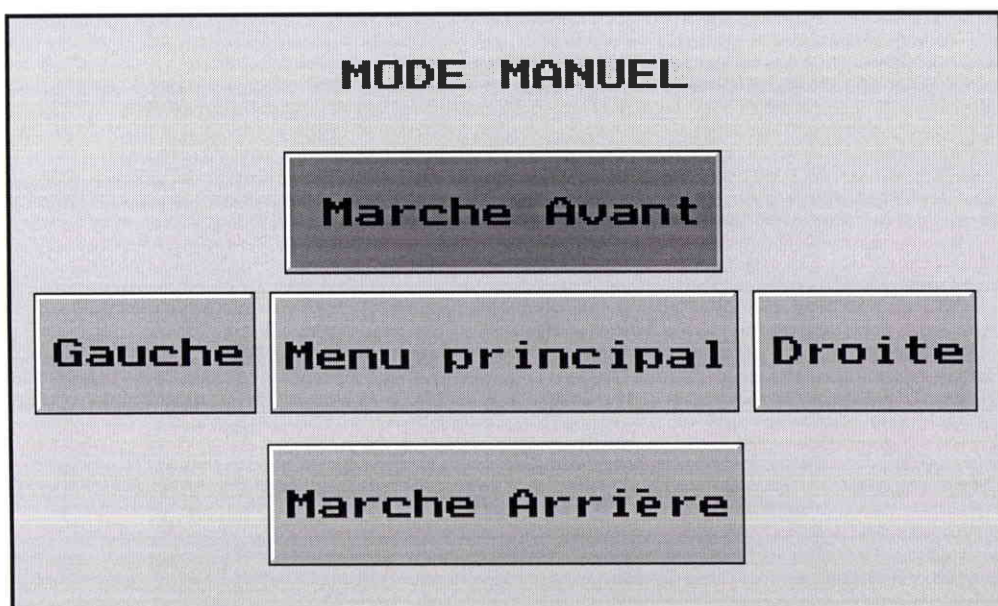 MODE MANUEL
Marche Avant
Gauche Menu principal Droite
Marche Arrière